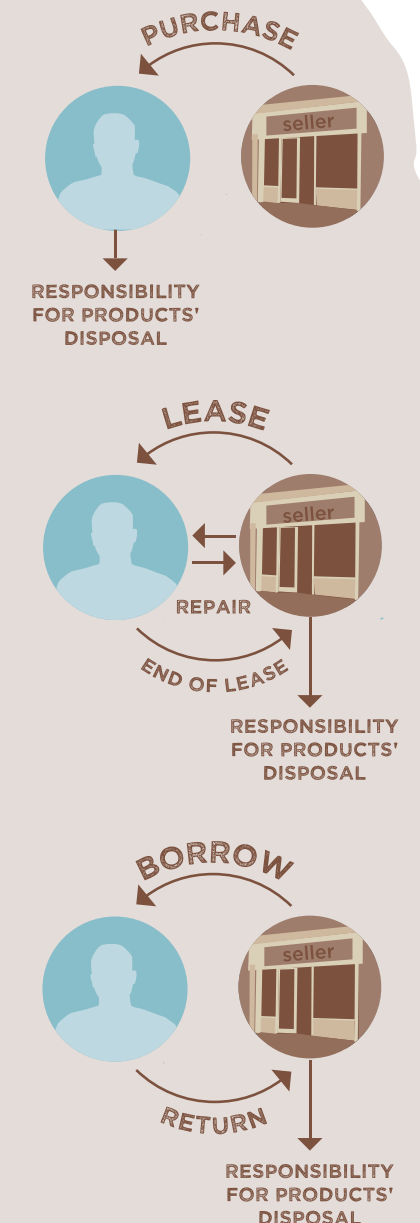 PURCHASE
seller
RESPONSIBILITY
FOR PRODUCTS'
DISPOSAL
LEASE
seller
REPAIR
END OF LEASE
RESPONSIBILITY
FOR PRODUCTS'
DISPOSAL
BORROW
seller
RETURN
RESPONSIBILITY
FOR PRODUCTS'
DISPOSAL